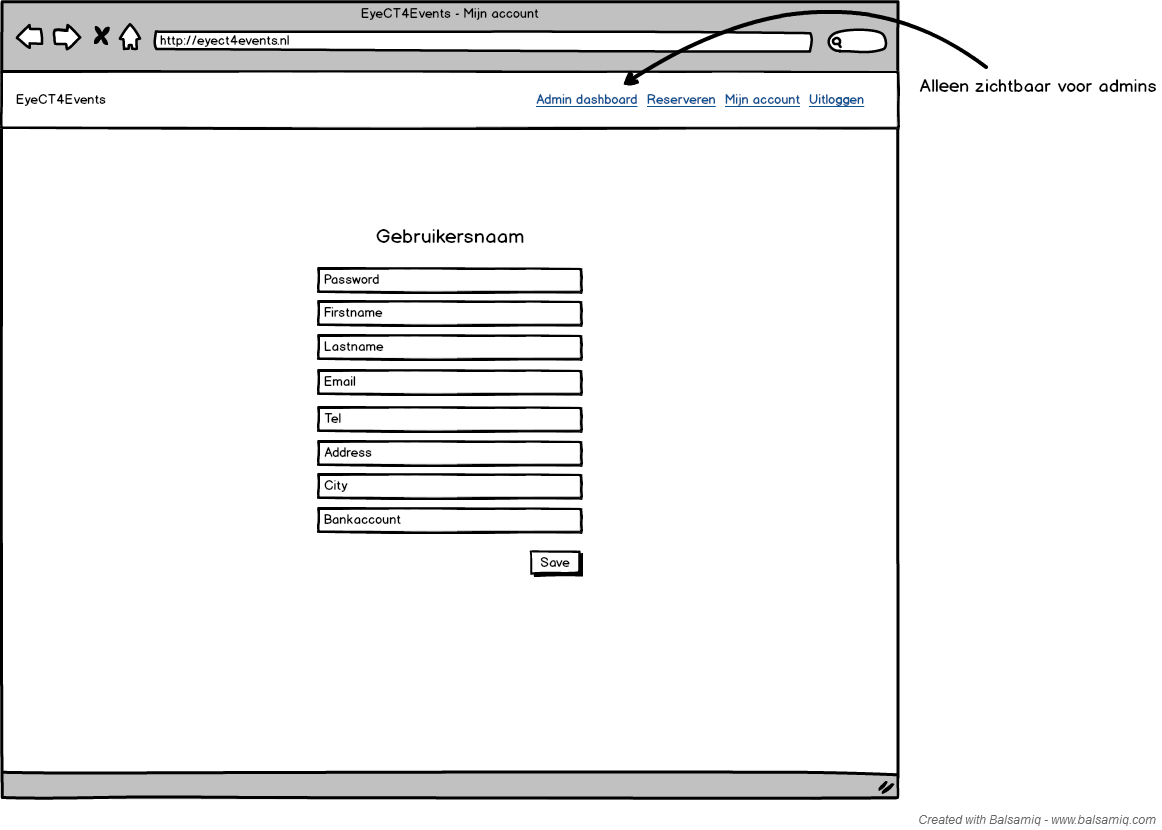 EyeCT4Events - Mijn account
http://eyect4events.nl
EyeCT4Events
Admin dashboard Reserveren Mijn account Uitloggen
Alleen zichtbaar voor admins
Gebruikersnaam
Password
Firstname
Lastname
Email
Tel
Address
City
Bankaccount
Save
Created with Balsamiq - www.balsamiq.com